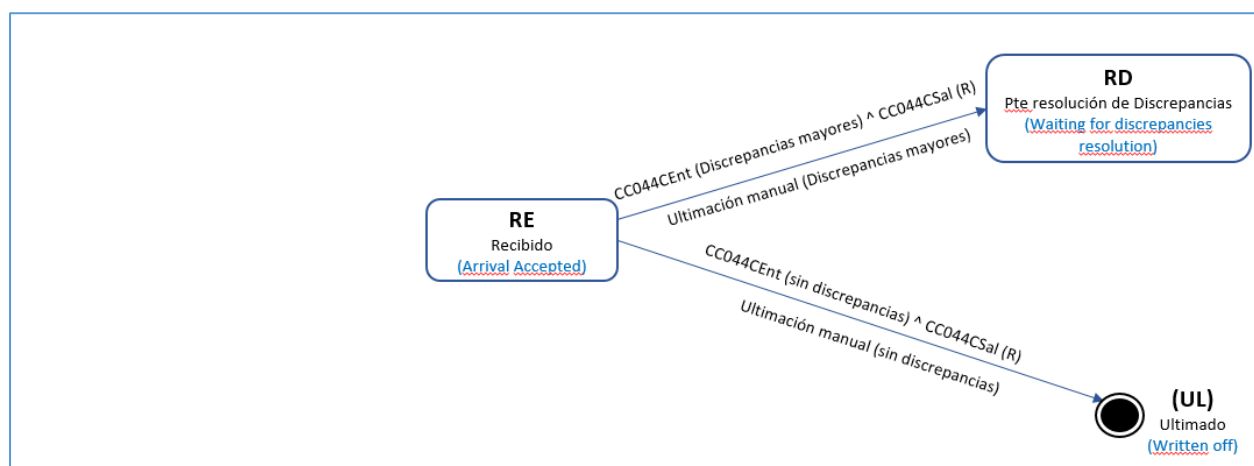 RD
Pte resolución de Discrepancias
(Waiting for discrepancies
resolution)
CC044CEnt (Discrepancias mayores) ^ CC044CSal (R)
Ultimación manual (Discrepancias mayores)
RE
Recibido
(Arrival Accepted)
CC044CEnt (sin discrepancias) ^ CC044CSal (R)
Ultimación manual (sin discrepancias)
(UL)
Ultimado
(Written off)